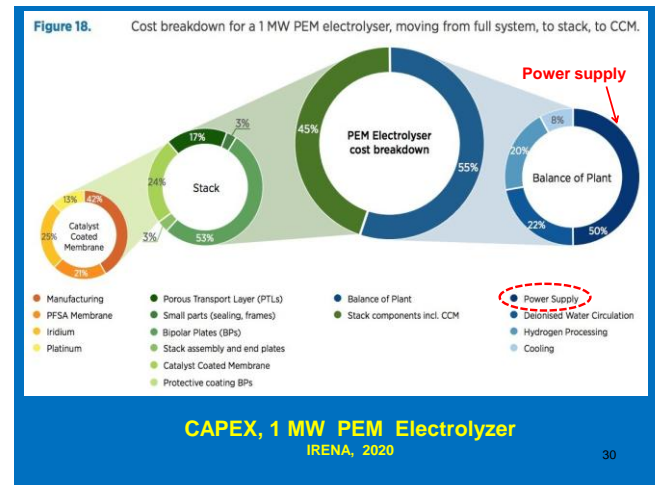 Figure 18. Cost breakdown for a 1 MW PEM electrolyser, moving from full system, to stack, to CCM.
Power supply
3%
17%
8%
45%
PEM Electrolyser
cost breakdown
20%
55%
24%
Stack
Balance of Plant
13%
42%
Catalyst
Coated
Membrane
25%
3%
53%
22%
50%
21%
Manufacturing
PFSA Membrane
Iridium
Platinum
Porous Transport Layer (PTLs)
Small parts (sealing, frames)
Bipolar Plates (BPs)
Stack assembly and end plates
Catalyst Coated Membrane
Protective coating BPs
Balance of Plant
Stack components incl. CCM
Power Supply
Deionised Water Circulation
Hydrogen Processing
Cooling
CAPEX, 1 MW PEM Electrolyzer
IRENA, 2020
30